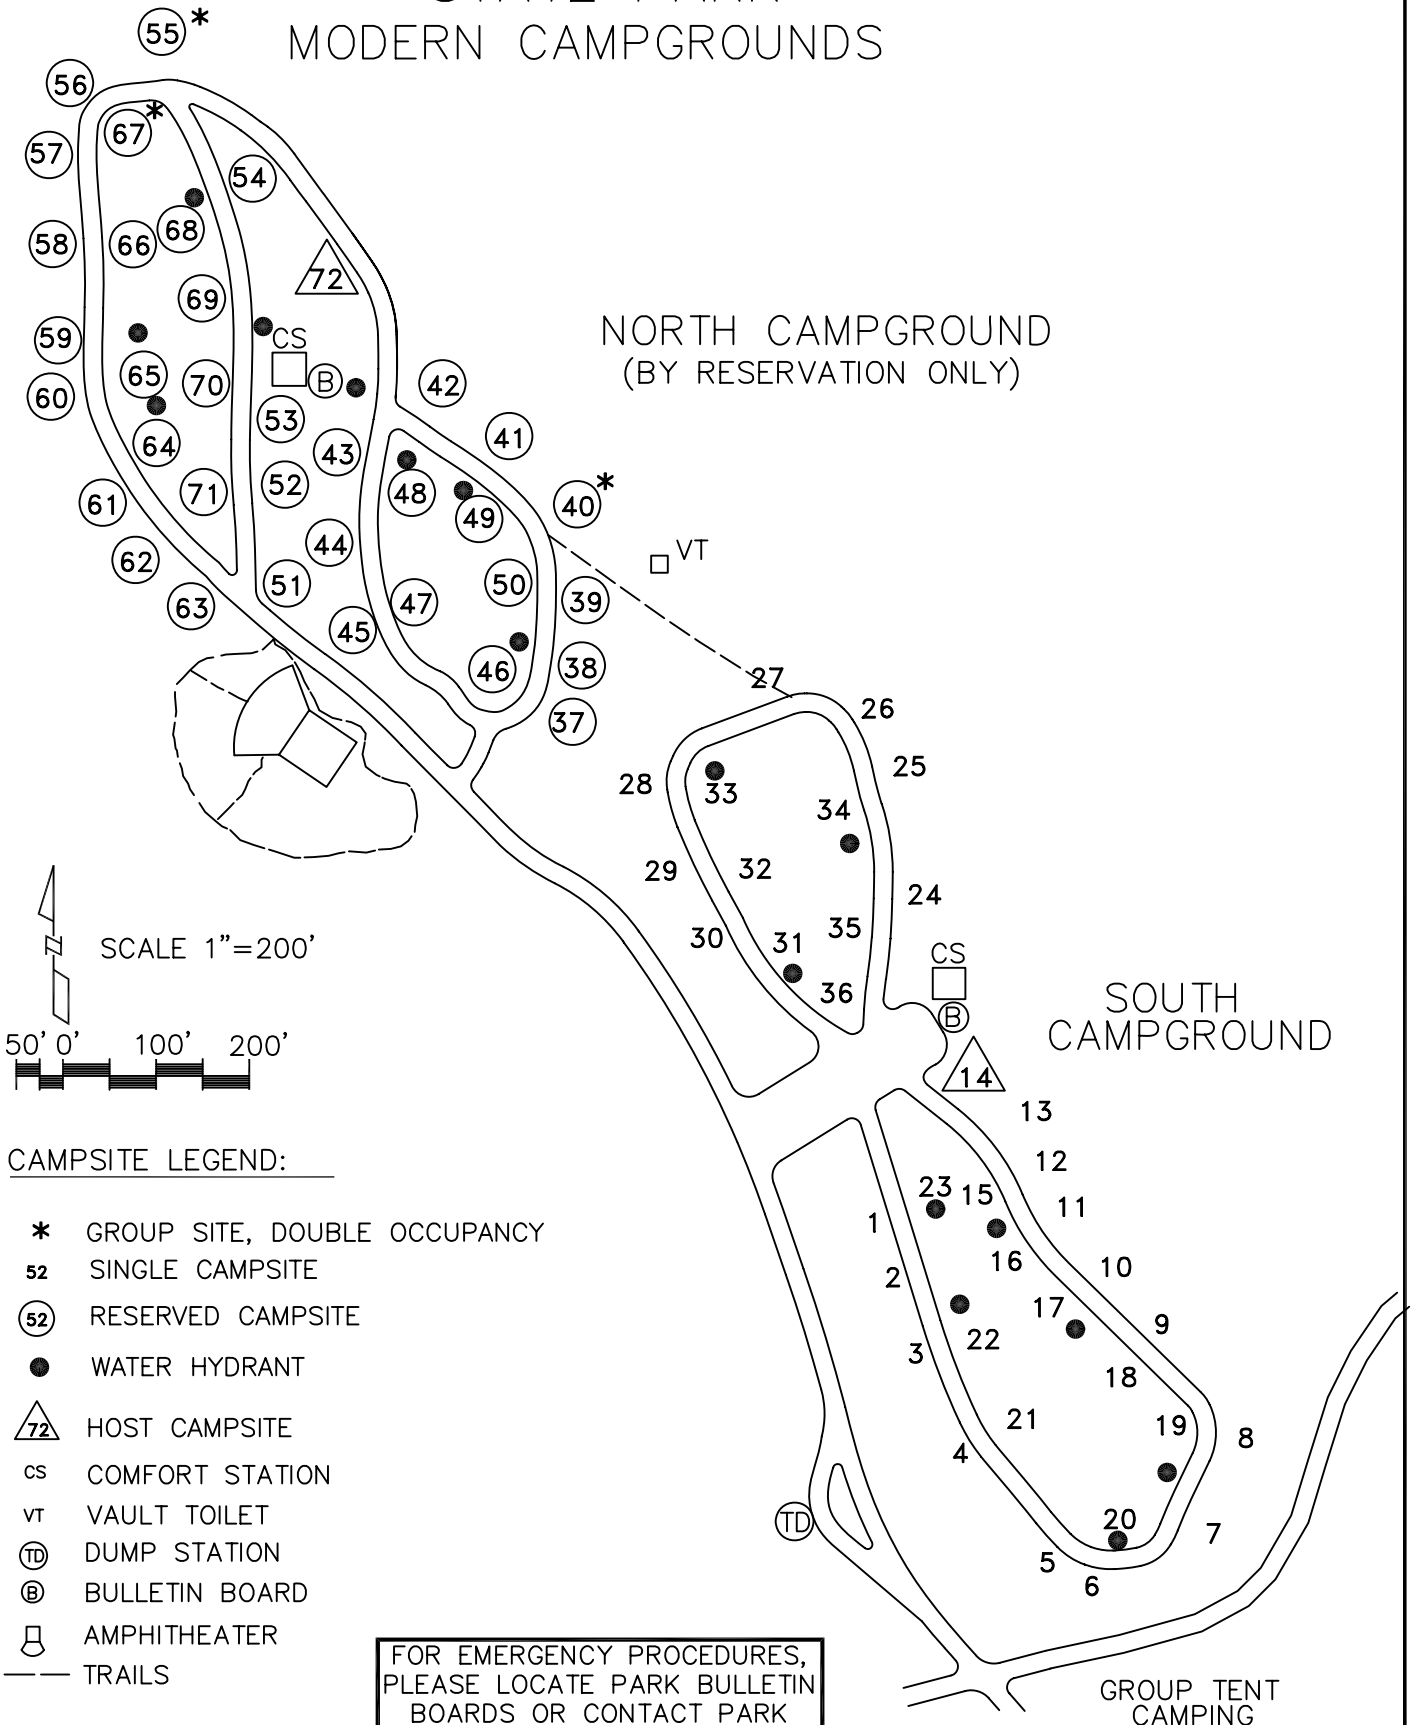 MODERN CAMPGROUNDS
55 *
56
67 *
57
54
68
58
66
72
69
NORTH CAMPGROUND
(BY RESERVATION ONLY)
59
CS
65
70
B
42
60
53
41
64
43
52
71
48
40 *
61
49
44
VT
62
51
50
47
39
63
45
46
38
27
37
26
25
28
33
34
29
32
24
SCALE 1"=200'
30
31
35
CS
36
SOUTH
CAMPGROUND
B
50' 0' 100' 200'
14
13
12
CAMPSITE LEGEND:
23
15
11
1
16
10
2
17
9
22
3
18
21
19
8
4
20
7
TD
5
6
* GROUP SITE, DOUBLE OCCUPANCY
52 SINGLE CAMPSITE
52 RESERVED CAMPSITE
WATER HYDRANT
72 HOST CAMPSITE
CS COMFORT STATION
VT VAULT TOILET
TD DUMP STATION
B BULLETIN BOARD
AMPHITHEATER
TRAILS
FOR EMERGENCY PROCEDURES,
PLEASE LOCATE PARK BULLETIN
BOARDS OR CONTACT PARK
GROUP TENT
CAMPING